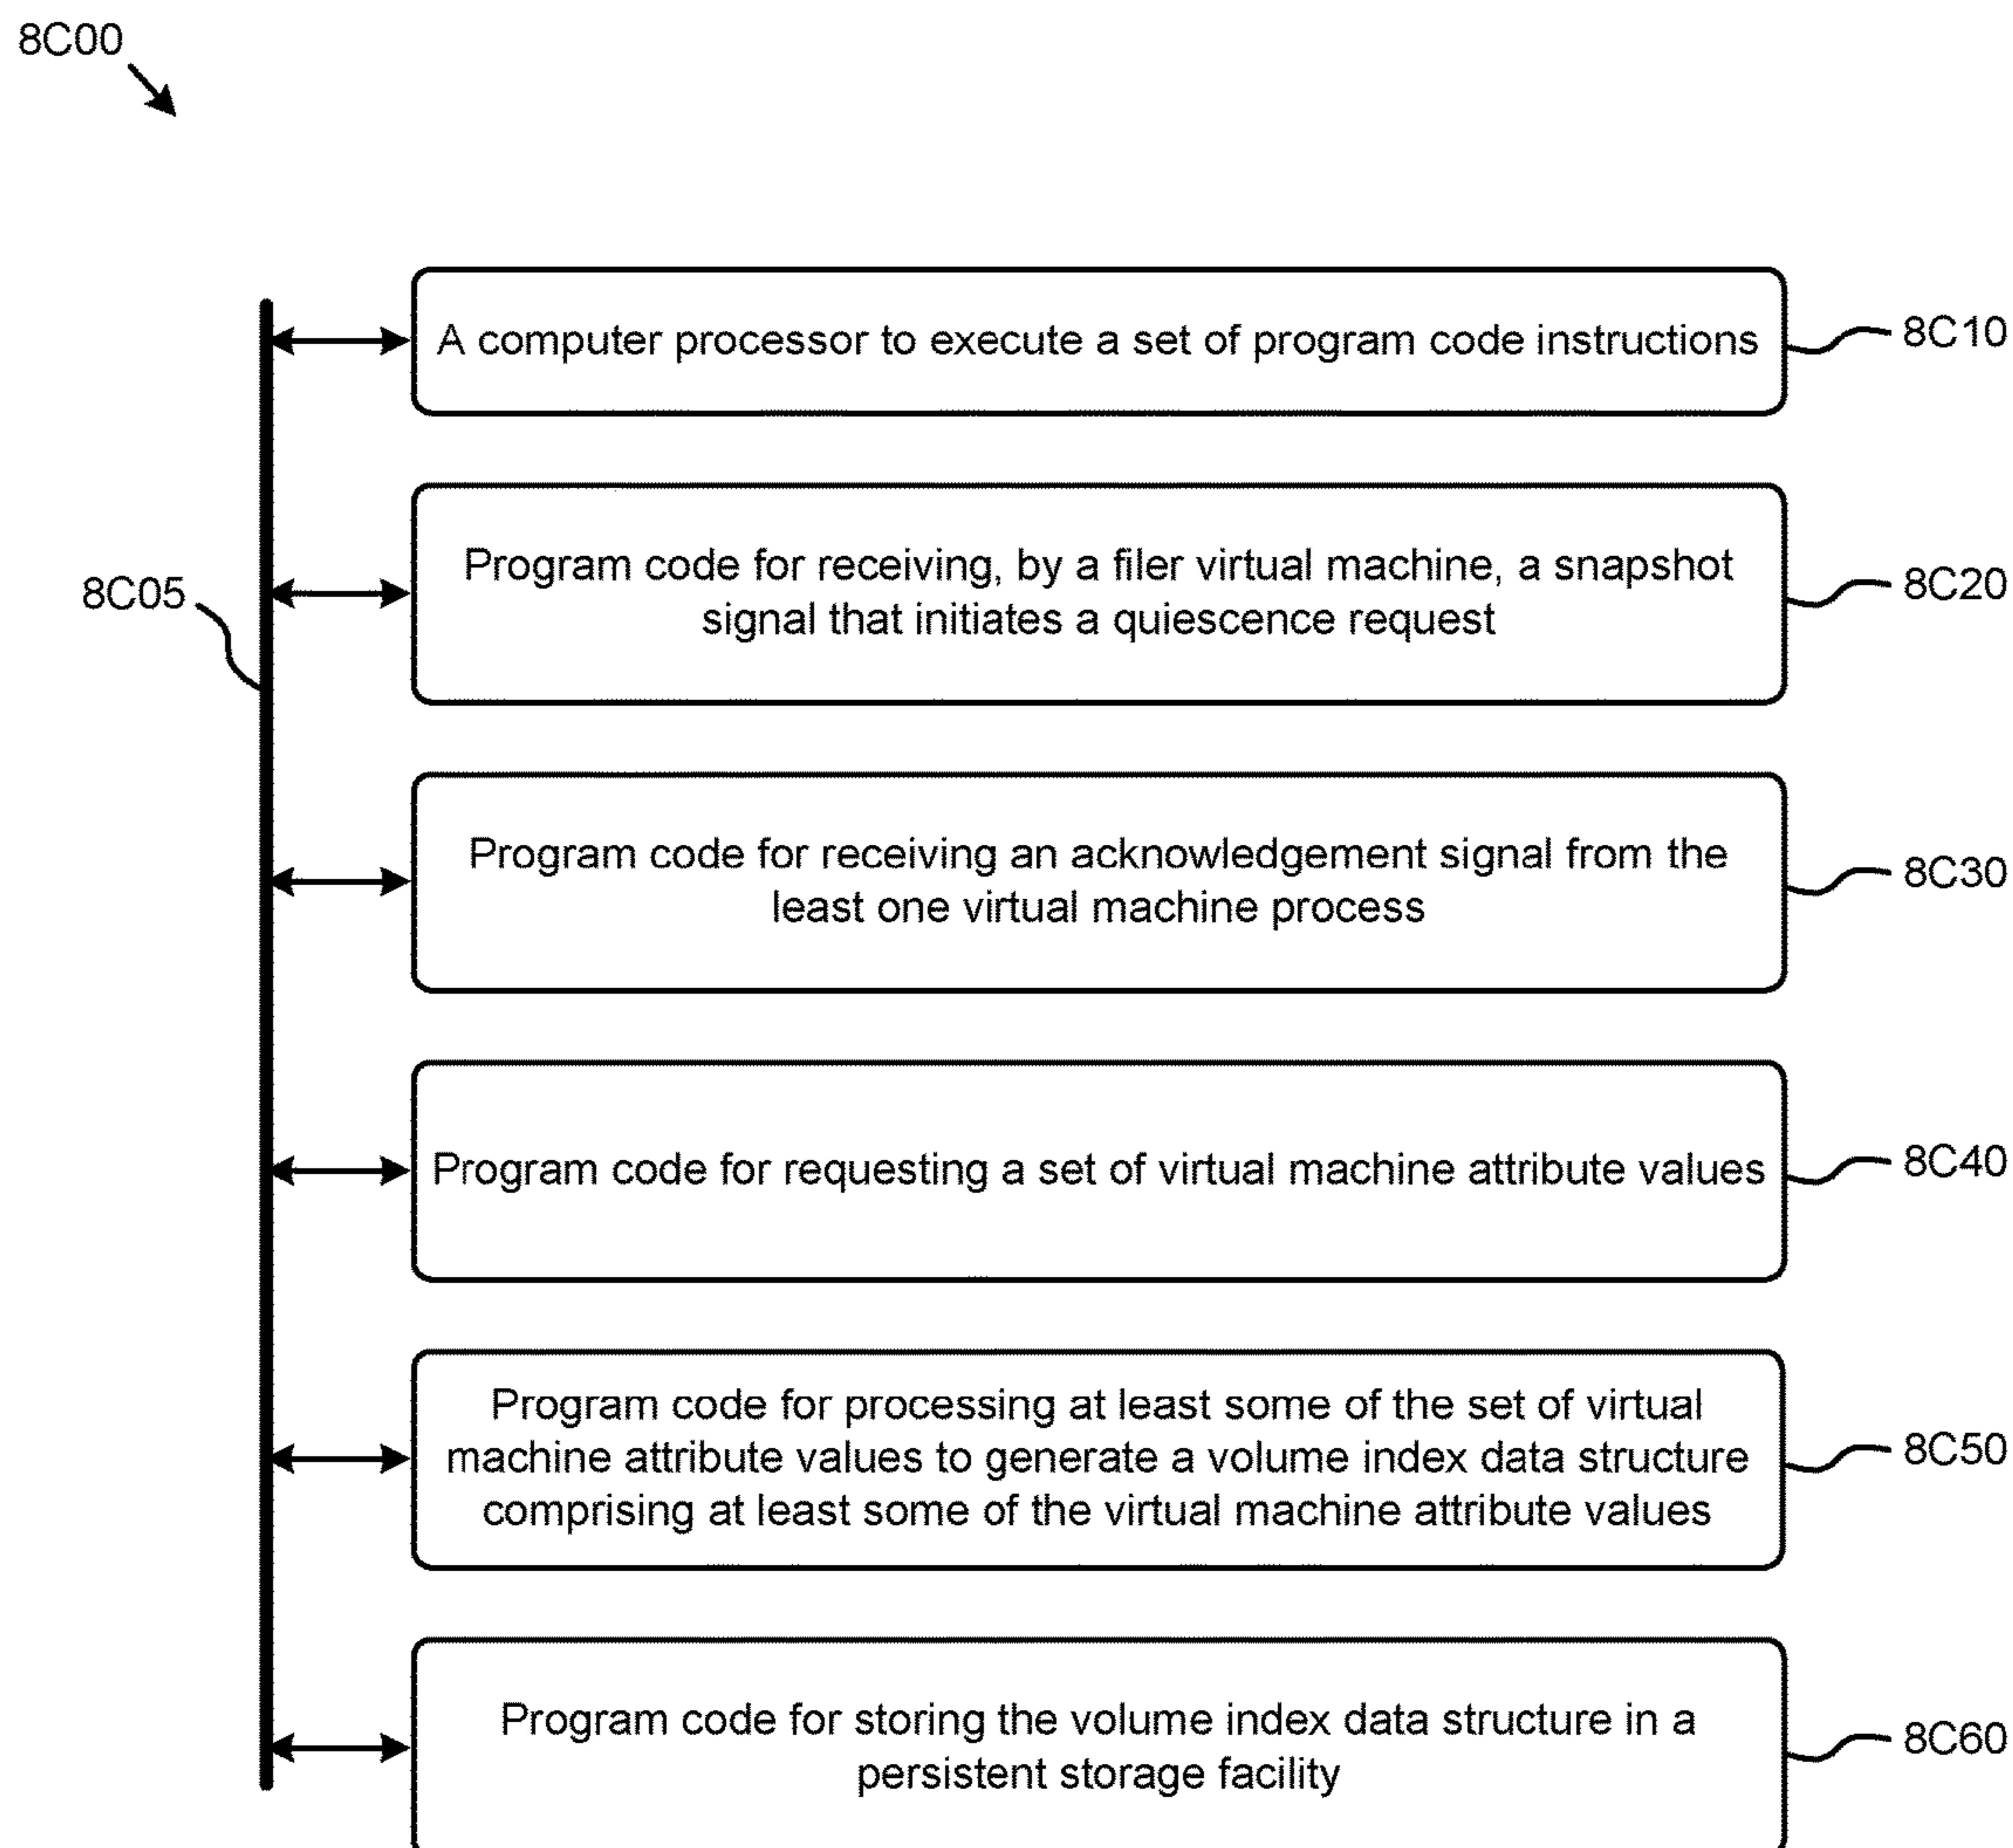 8C00
A computer processor to execute a set of program code instructions
8C10
Program code for receiving, by a filer virtual machine, a snapshot
signal that initiates a quiescence request
8C20
8C05
Program code for receiving an acknowledgement signal from the
least one virtual machine process
8C30
Program code for requesting a set of virtual machine attribute values
8C40
Program code for processing at least some of the set of virtual
machine attribute values to generate a volume index data structure
comprising at least some of the virtual machine attribute values
8C50
Program code for storing the volume index data structure in a
persistent storage facility
8C60